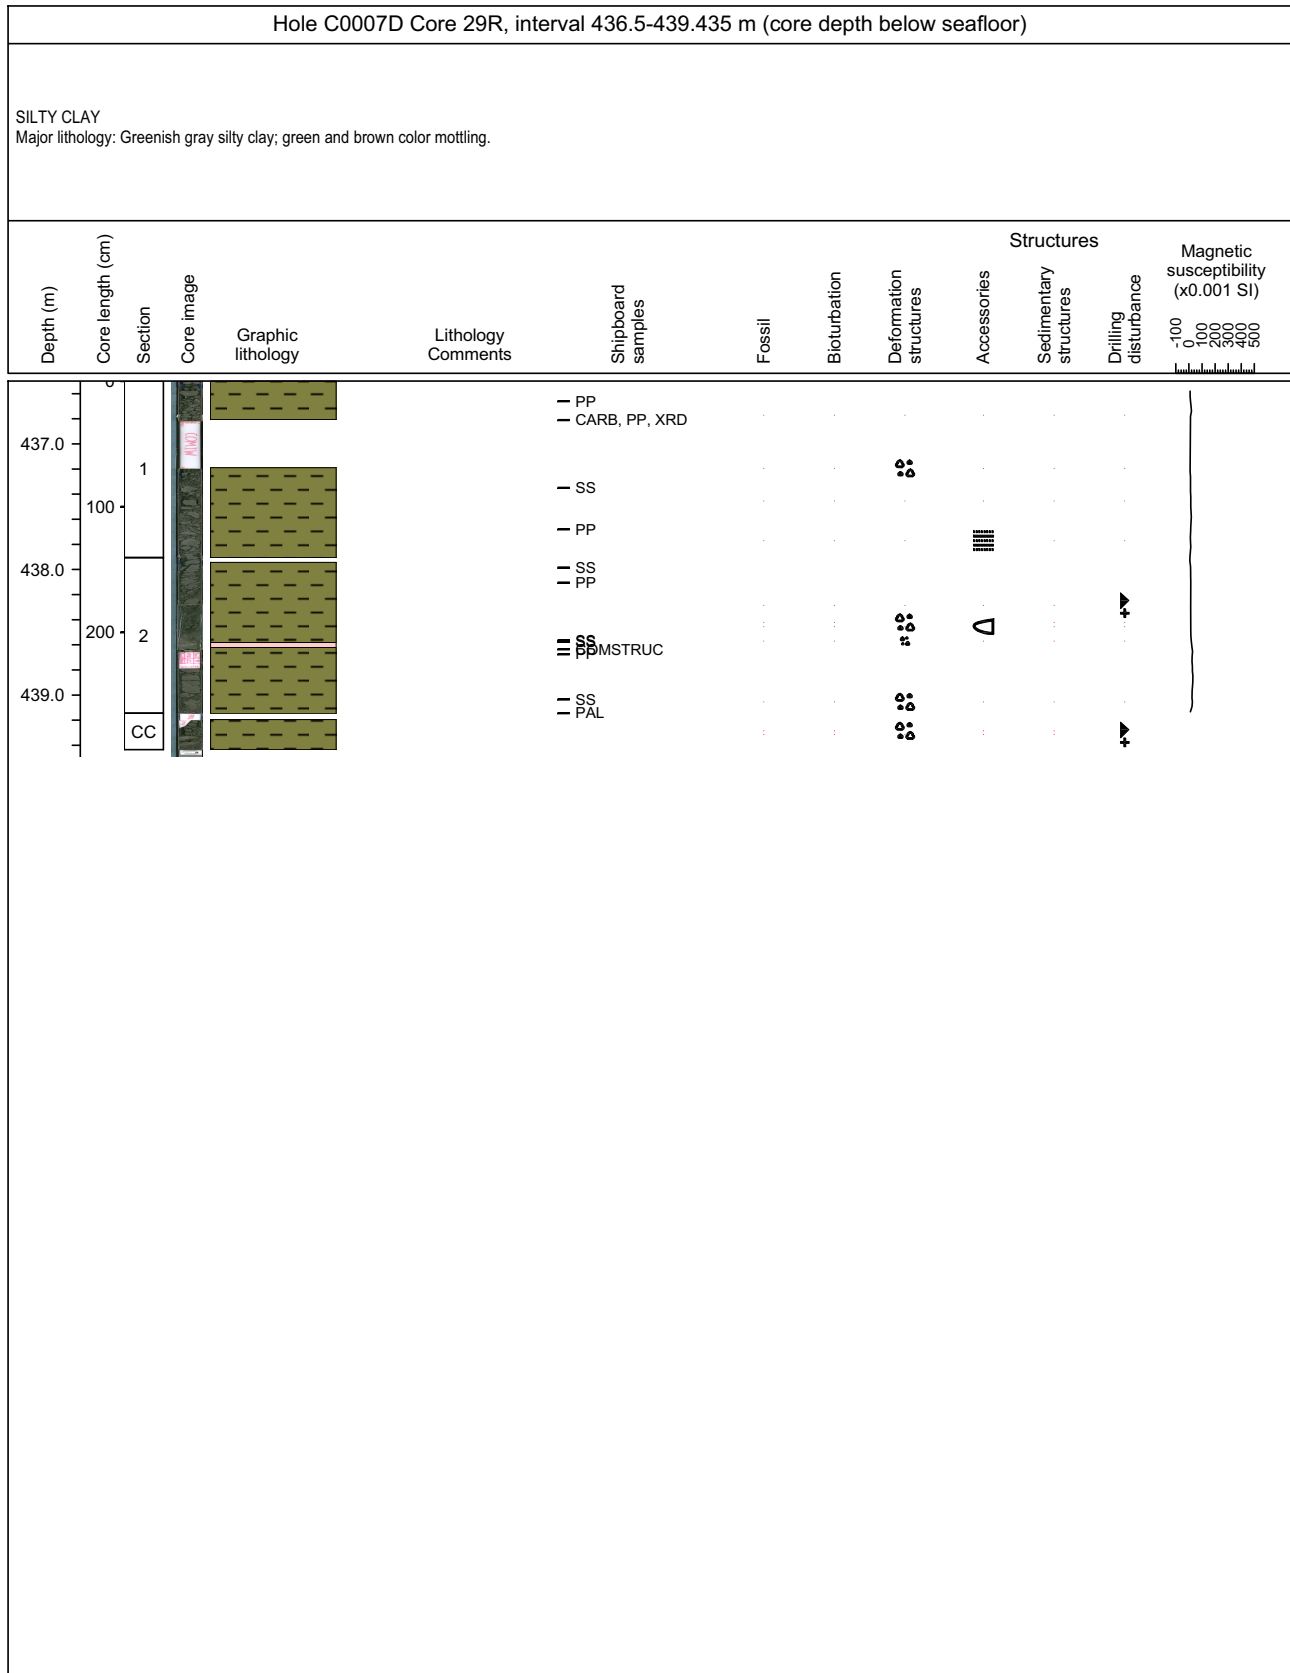 Hole C0007D Core 29R, interval 436.5-439.435 m (core depth below seafloor)
SILTY CLAY
Major lithology: Greenish gray silty clay; green and brown color mottling.
Depth (m)
Core length (cm)
Section
Core image
Graphic
lithology
Lithology
Comments
Shipboard
samples
Fossil
Bioturbation
Structures
Deformation
structures
Accessories
Sedimentary
structures
Drilling
disturbance
Magnetic
susceptibility
(x0.001 SI)
-100
0
100
200
300
400
500
0
PP
CARB, PP, XRD
437.0
1
SS
100
PP
438.0
SS
PP
200
2
SS
COMSTRUC
PP
439.0
SS
PAL
CC